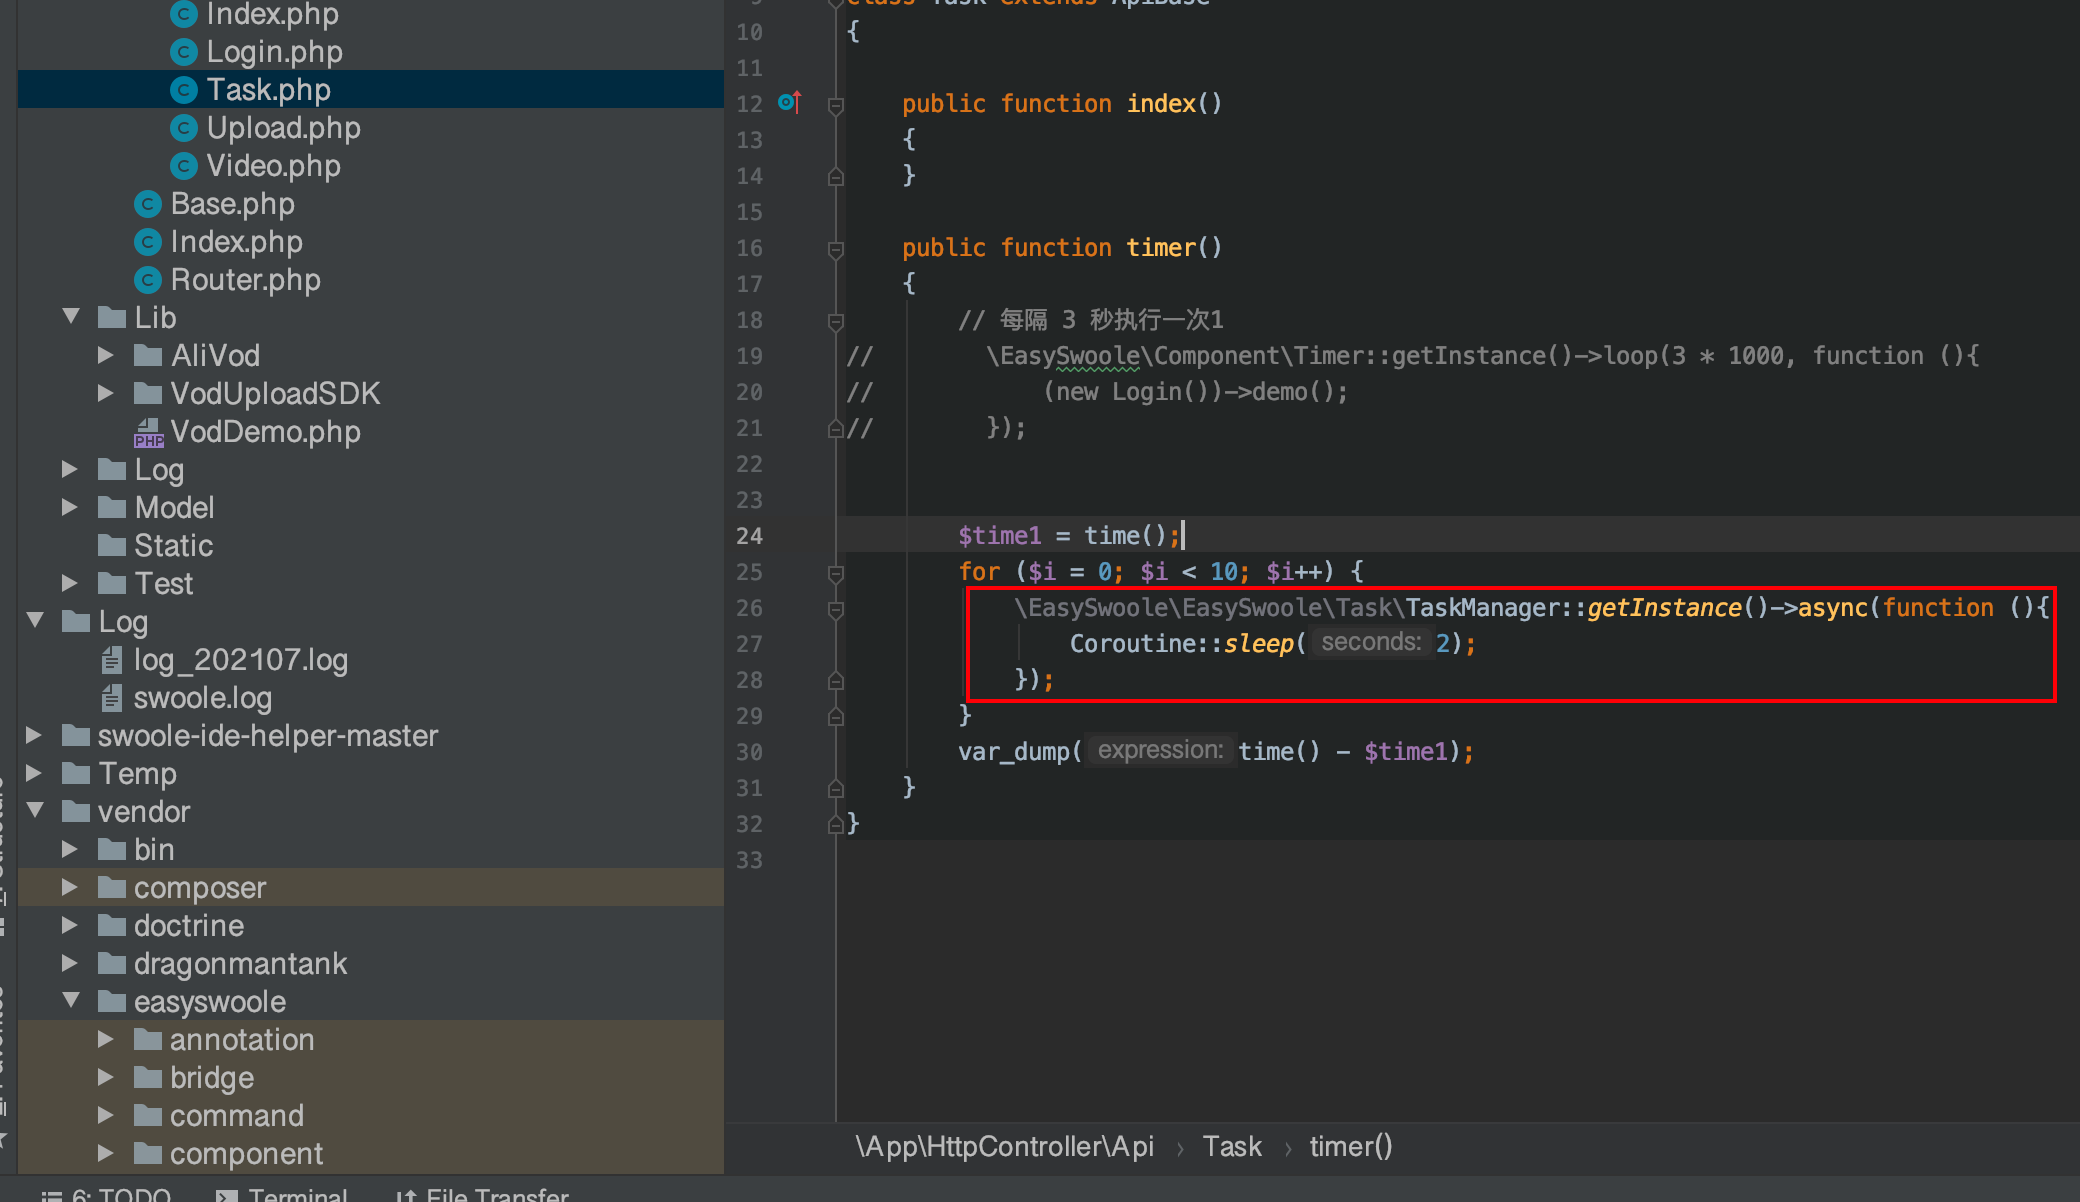 Index.php
Login.php
Task.php
Upload.php
Video.php
Base.php
Index.php
Router.php
Lib
AliVod
VodUploadSDK
PHP VodDemo.php
Log
Model
Static
Test
Log
log_202107.log
swoole.log
swoole-ide-helper-master
Temp
vendor
bin
composer
doctrine
dragonmantank
easyswoole
annotation
bridge
command
component
9 class Task extends ApiBase
10 {
11
12 public function index()
13 {
14 }
15
16 public function timer()
17 {
18 // 每隔 3 秒执行一次1
19 // \EasySwoole\Component\Timer::getInstance()->loop(3 * 1000, function (){
20 // (new Login())->demo();
21 // });
22
23
24 $time1 = time();
25 for ($i = 0; $i < 10; $i++) {
26 \EasySwoole\EasySwoole\Task\TaskManager::getInstance()->async(function (){
27 Coroutine::sleep( seconds: 2);
28 });
29 }
30 var_dump( expression: time() - $time1);
31 }
32 }
33
\App\HttpController\Api › Task › timer()
6: TODO Terminal File Transfer